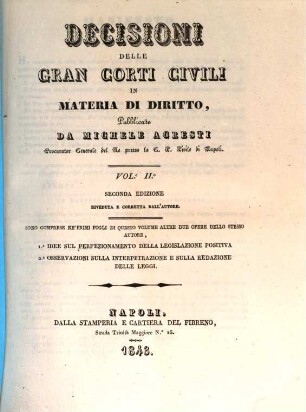 DECISIONI
DELLE
GRAN CORTI CIVILI
IN
MATERIA DI DIRITTO,
Pubblicate
DA MICHELE AGRESTI
Procurator Generale del Re presso la G. C. Civile di Napoli.
VOL.º II.º
SECONDA EDIZIONE
RIVEDUTA E CORRETTA DALL'AUTORE.
SONO COMPRESE NE'PRIMI FOGLI DI QUESTO VOLUME ALTRE DUE OPERE DELLO STESSO
AUTORE,
1.ª IDEE SUL PERFEZIONAMENTO DELLA LEGISLAZIONE POSITIVA
2.ª OSSERVAZIONI SULLA INTERPETRAZIONE E SULLA REDAZIONE
DELLE LEGGI.
NAPOLI,
DALLA STAMPERIA E CARTIERA DEL FIBRENO,
Strada Trinità Maggiore N.º 26.
1843.